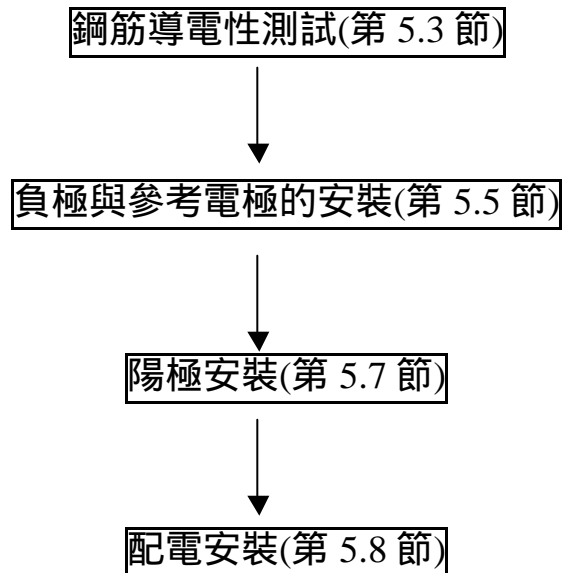 鋼筋導電性測試(第 5.3 節)
負極與參考電極的安裝(第 5.5 節)
陽極安裝(第 5.7 節)
配電安裝(第 5.8 節)